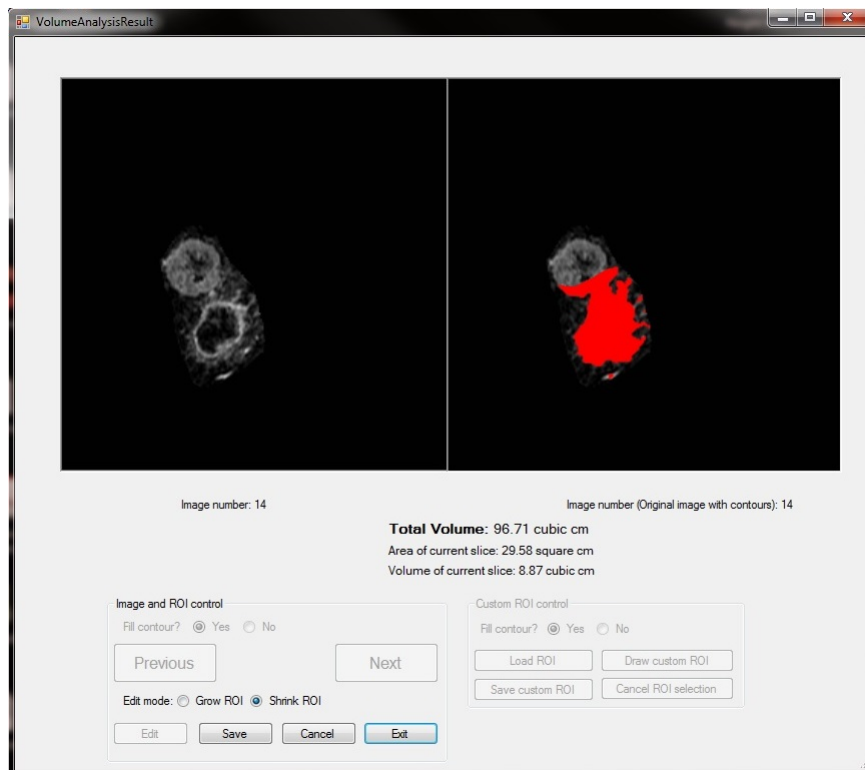 VolumeAnalysisResult
Image number: 14
Image number (Original image with contours): 14
Total Volume: 96.71 cubic cm
Area of current slice: 29.58 square cm
Volume of current slice: 8.87 cubic cm
Image and ROI control
Fill contour? Yes No
Previous Next
Edit mode: Grow ROI Shrink ROI
Edit Save Cancel Exit
Custom ROI control
Fill contour? Yes No
Load ROI Draw custom ROI
Save custom ROI Cancel ROI selection